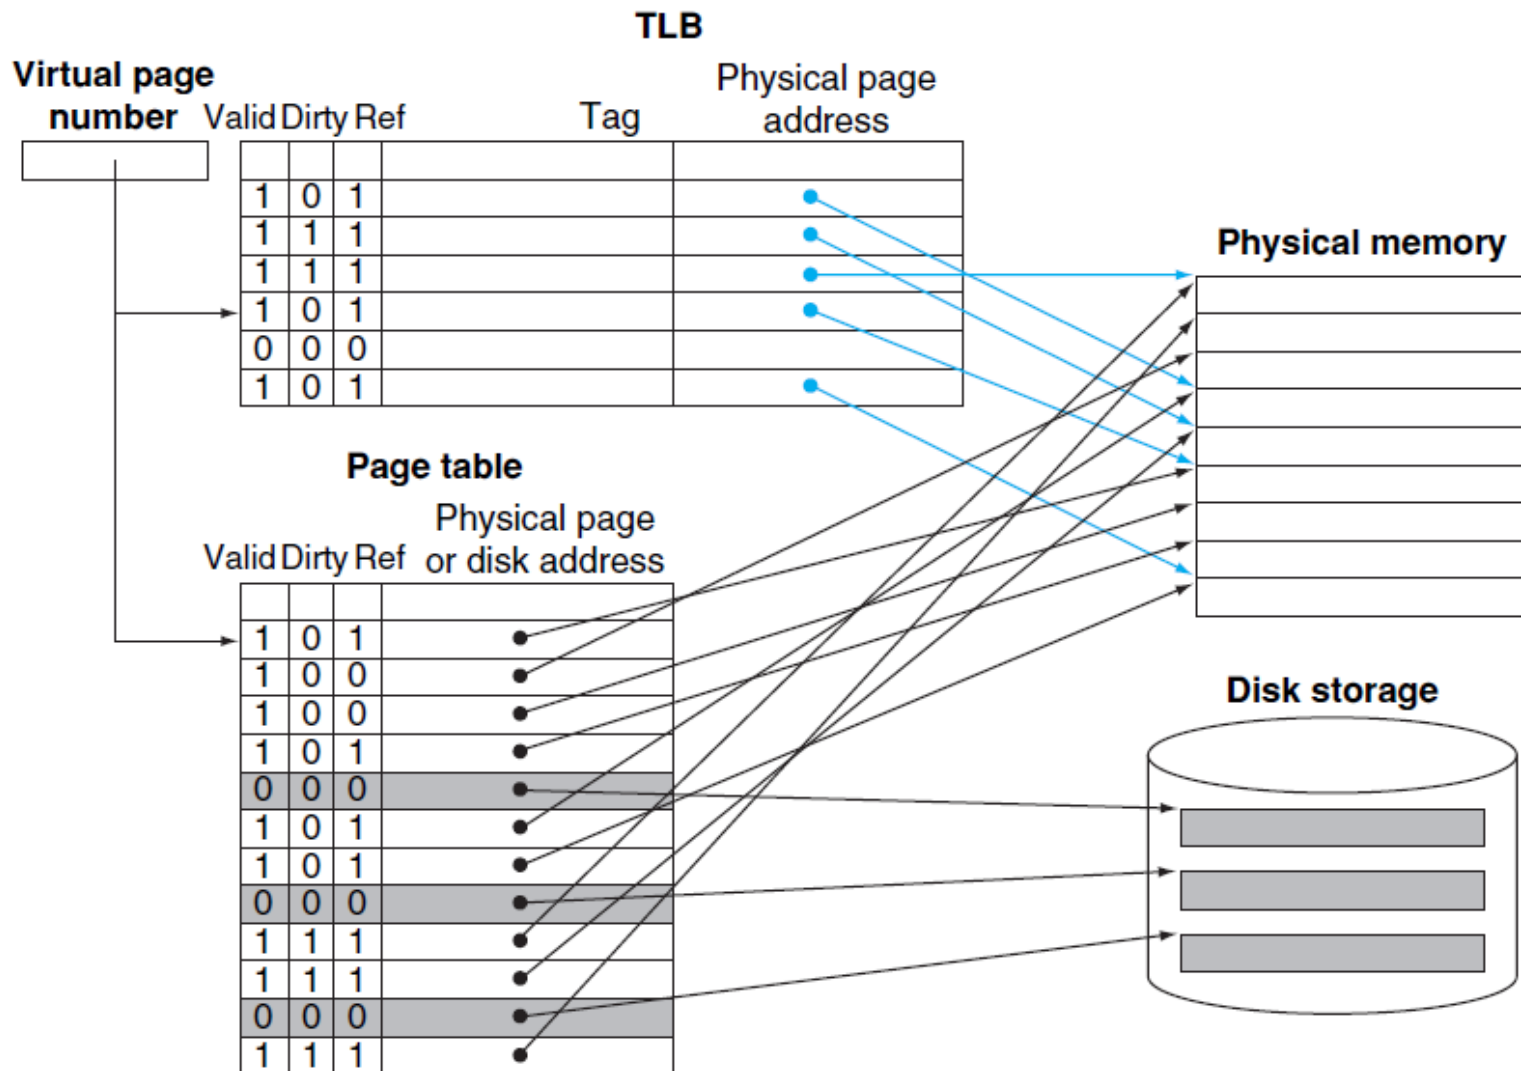 TLB
Virtual page
number
Valid Dirty Ref
Tag
Physical page
address
1 0 1
1 1 1
1 1 1
1 0 1
0 0 0
1 0 1
Physical memory
Page table
Physical page
or disk address
Valid Dirty Ref
1 0 1
1 0 0
1 0 0
1 0 1
0 0 0
1 0 1
1 0 1
0 0 0
1 1 1
1 1 1
0 0 0
1 1 1
Disk storage